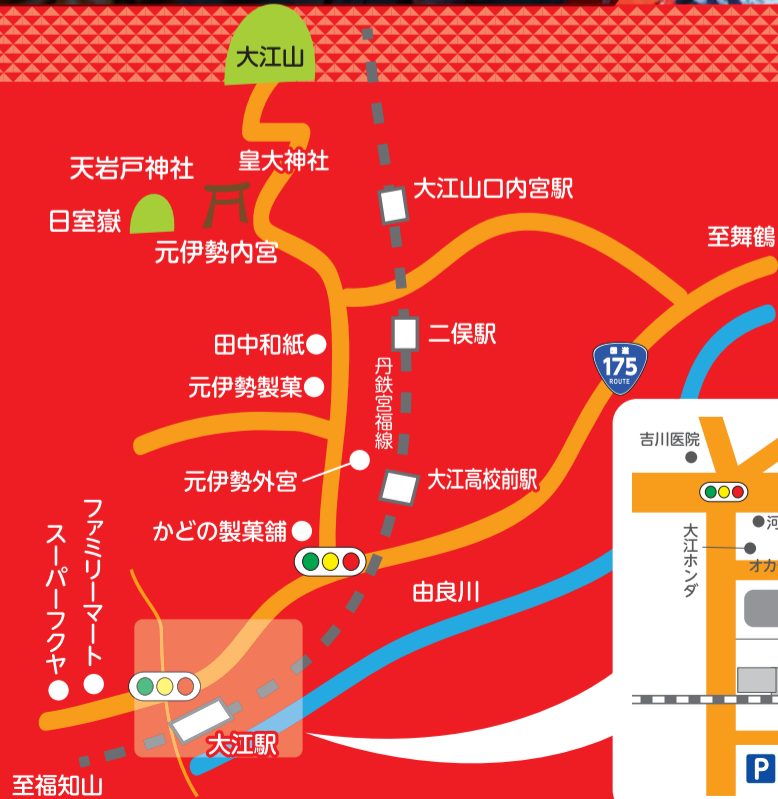 大江山
天岩戸神社
皇大神社
日室嶽
元伊勢内宮
大江山口内宮駅
至舞鶴
田中和紙
二俣駅
国道
175
ROUTE
元伊勢製菓
丹鉄宮福線
元伊勢外宮
大江高校前駅
かどの製菓舗
ファミリーマート
スーパーフクヤ
由良川
大江駅
至福知山
吉川医院
河
大江ホンダ
オカ
P